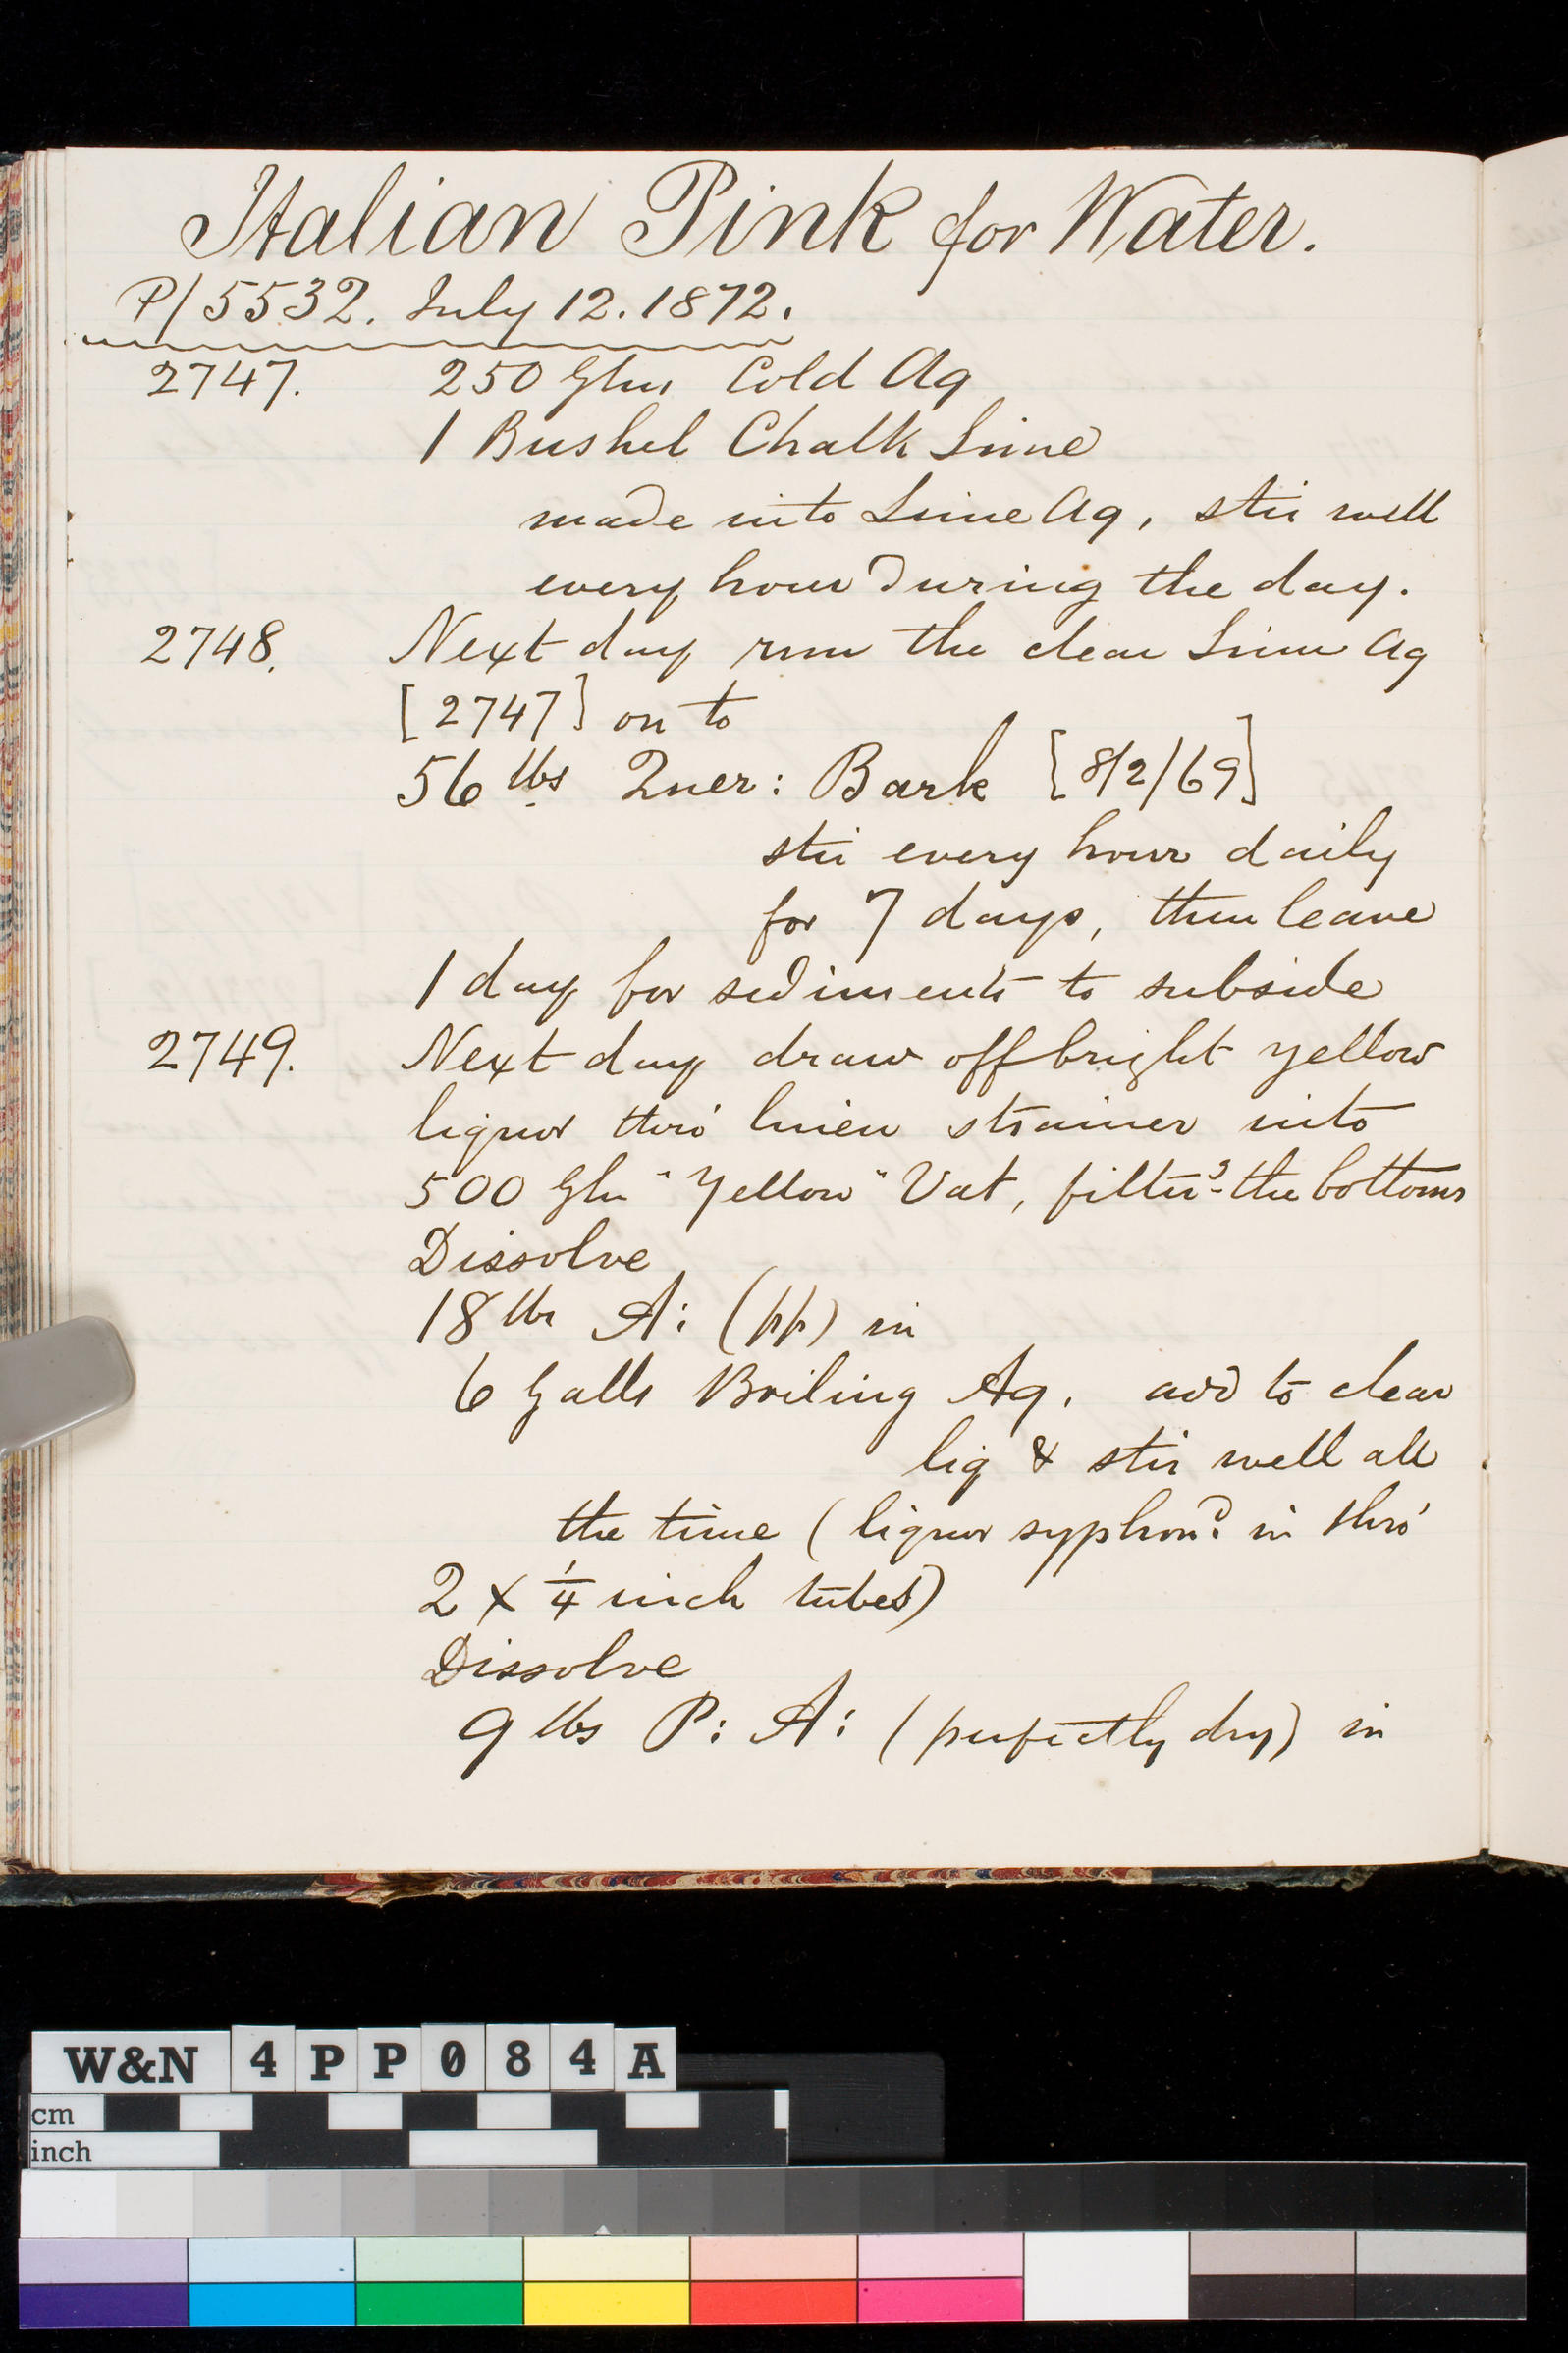 Italian Pink for Water.
P/5532. July 12. 1872.
2747. 250 Glns Cold Aq
1 Bushel Chalk Lime
made into Lime Aq, stir well
every hour during the day.
2748. Next day run the clear Lime Aq
[2747] on to
56 lbs Quer: Bark [8/2/69]
stir every hour daily
for 7 days, then leave
1 day for sediments to subside
2749. Next day draw off bright yellow
liquor thro' linen strainer into
500 Gln "Yellow" Vat, filterg the bottoms
Dissolve
18 lbs A: (pp) in
6 Galls Boiling Aq. add to clear
liq & stir well all
the time (liquor syphond in thro'
2 x 1/4 inch tubes)
Dissolve
9 lbs P: A: (perfectly dry) in
W&N 4PP084A
cm
inch